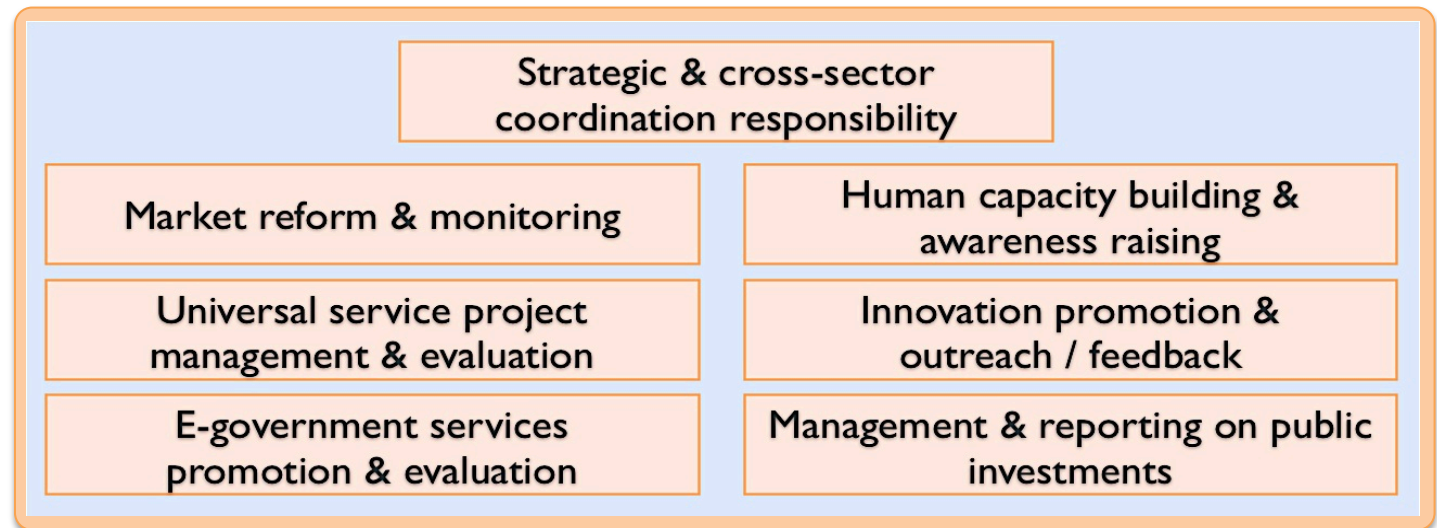 Strategic & cross-sector
coordination responsibility
Market reform & monitoring
Human capacity building &
awareness raising
Universal service project
management & evaluation
Innovation promotion &
outreach / feedback
E-government services
promotion & evaluation
Management & reporting on public
investments